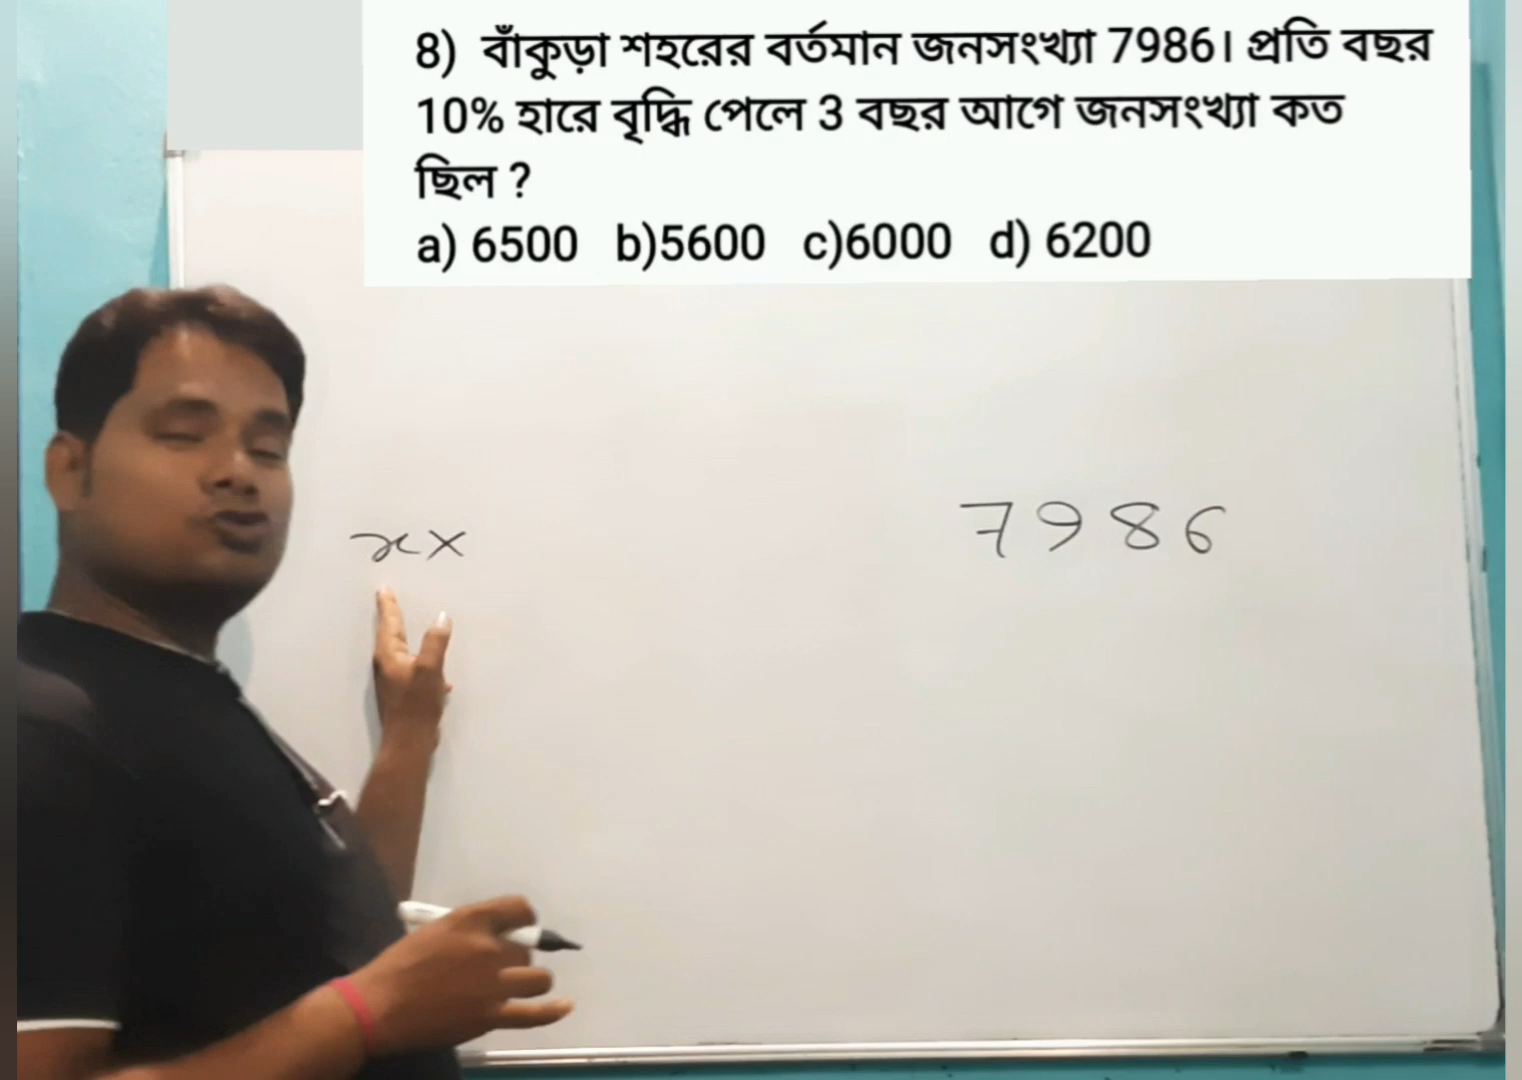 8) বাঁকুড়া শহরের বর্তমান জনসংখ্যা 7986। প্রতি বছর
10% হারে বৃদ্ধি পেলে 3 বছর আগে জনসংখ্যা কত
ছিল ?
a) 6500 b)5600 c)6000 d) 6200
x × 7986